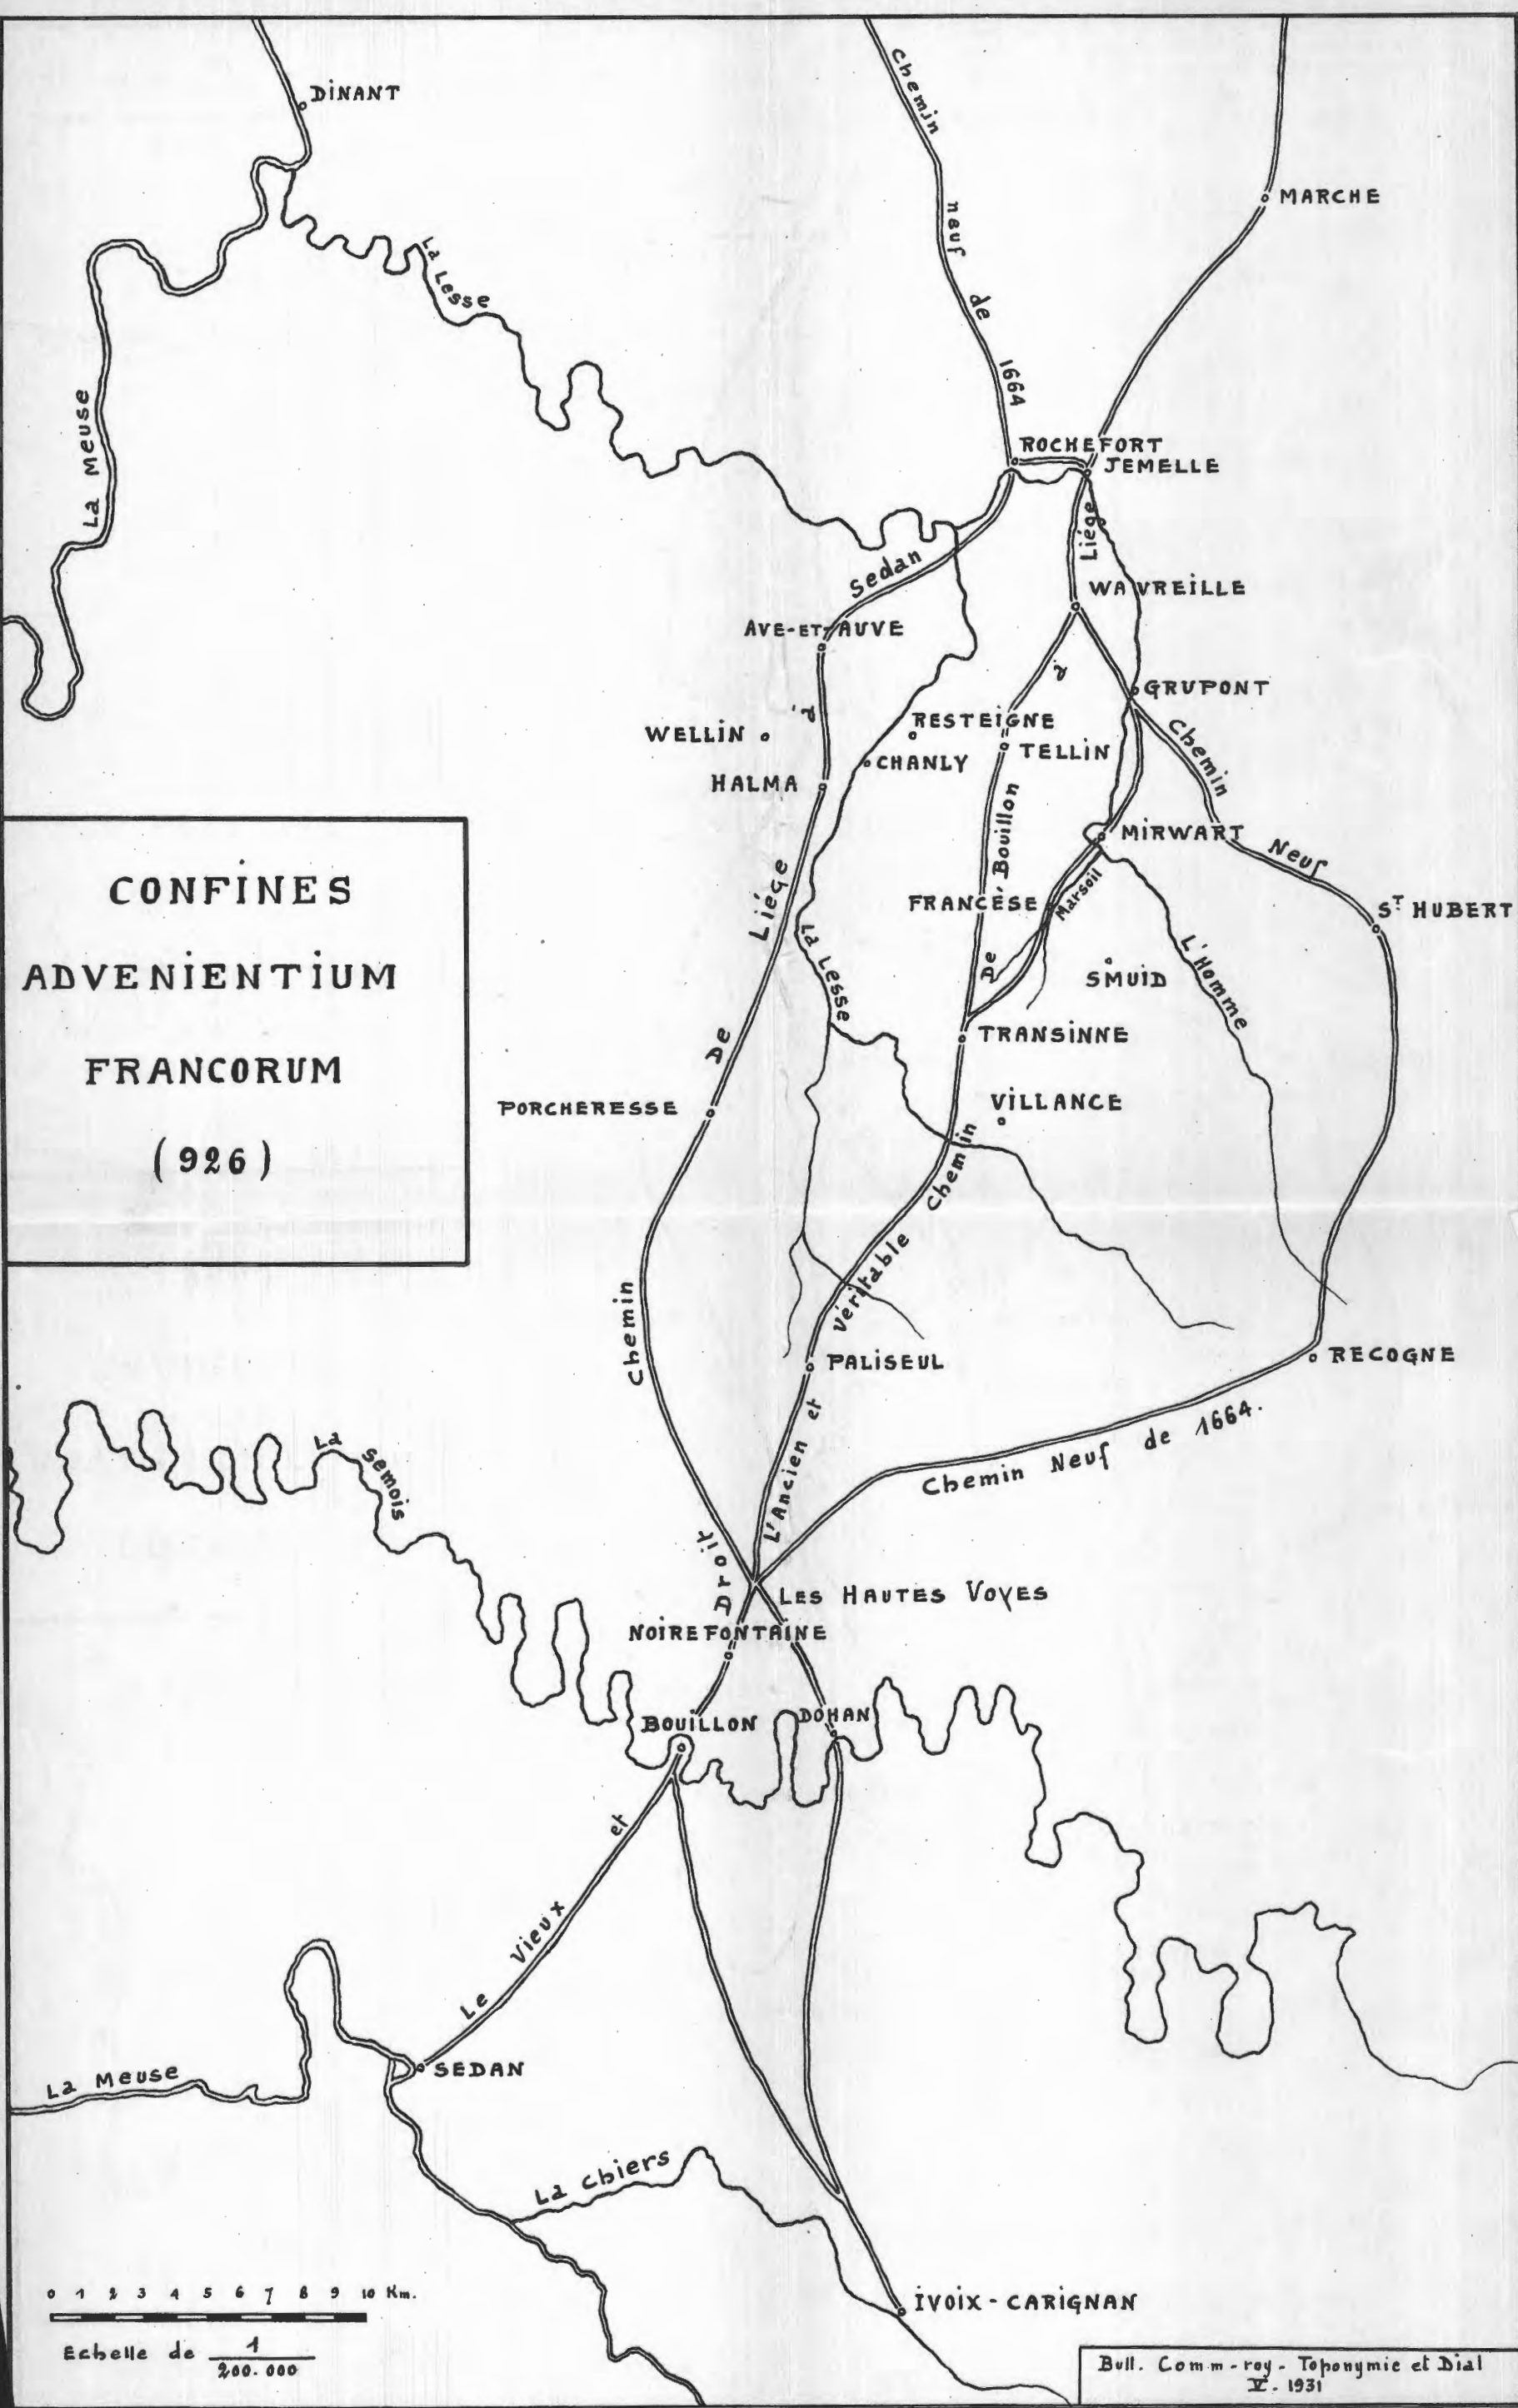 DINANT
Chemin neuf de 1664
MARCHE
La Lesse
La Meuse
ROCHEFORT
JEMELLE
Liége
Sedan
WAVREILLE
AVE-ET-AUVE
à
à
GRUPONT
RESTEIGNE
WELLIN
TELLIN
CHANLY
HALMA
Chemin Neuf
Bouillon
MIRWART
CONFINES
ADVENIENTIUM
FRANCORUM
(926)
Liége
FRANCESE
Marsoil
ST HUBERT
La Lesse
De
SMUID
L'Homme
De
TRANSINNE
PORCHERESSE
VILLANCE
Chemin
Véritable
Chemin
PALISEUL
RECOGNE
L'Ancien et
Chemin Neuf de 1664.
La Semois
Droit
LES HAUTES VOYES
NOIREFONTAINE
BOUILLON
DOHAN
Le Vieux et
SEDAN
La Meuse
La Chiers
0 1 2 3 4 5 6 7 8 9 10 Km.
IVOIX - CARIGNAN
Echelle de 1
200.000
Bull. Comm - roy - Toponymie et Dial
V. 1931